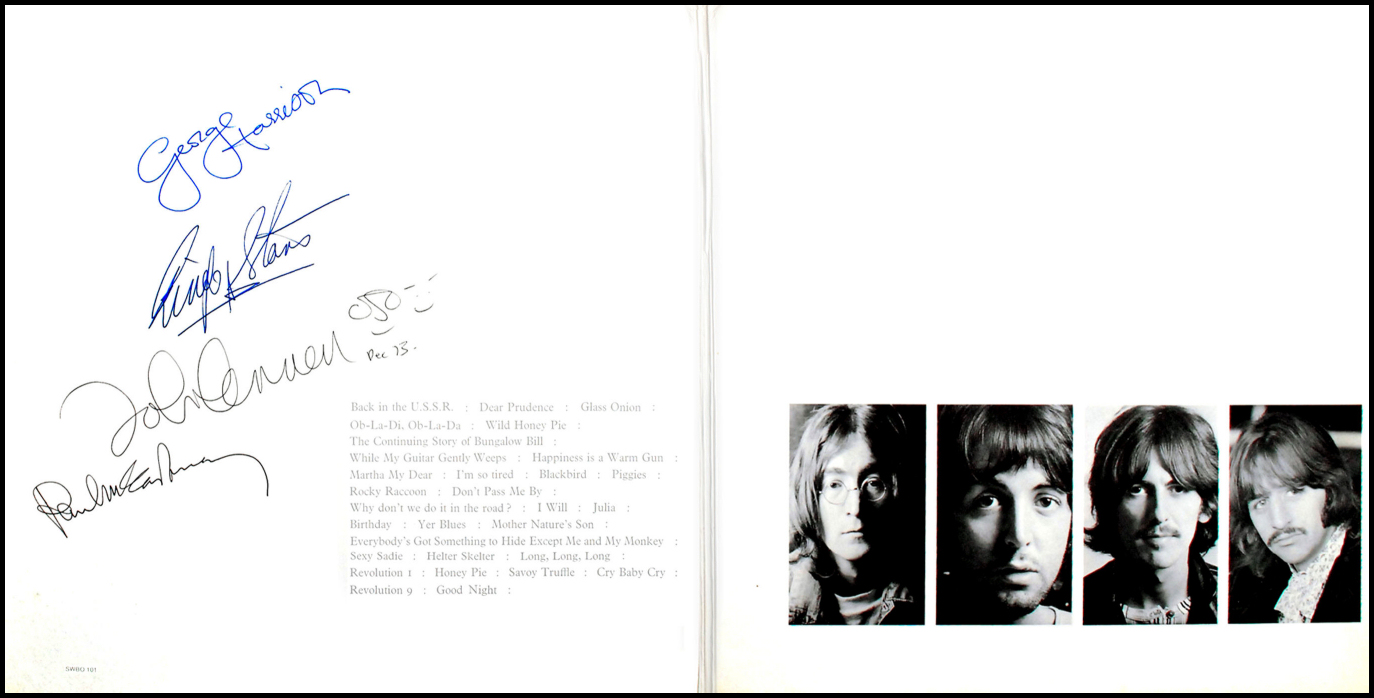 George Harrison
Ringo Starr
John Lennon
Dec 73.
Paul McCartney
Back in the U.S.S.R. : Dear Prudence : Glass Onion :
Ob-La-Di, Ob-La-Da : Wild Honey Pie :
The Continuing Story of Bungalow Bill :
While My Guitar Gently Weeps : Happiness is a Warm Gun :
Martha My Dear : I'm so tired : Blackbird : Piggies :
Rocky Raccoon : Don't Pass Me By :
Why don't we do it in the road? : I Will : Julia :
Birthday : Yer Blues : Mother Nature's Son :
Everybody's Got Something to Hide Except Me and My Monkey :
Sexy Sadie : Helter Skelter : Long, Long, Long :
Revolution 1 : Honey Pie : Savoy Truffle : Cry Baby Cry :
Revolution 9 : Good Night :
SWBO 101